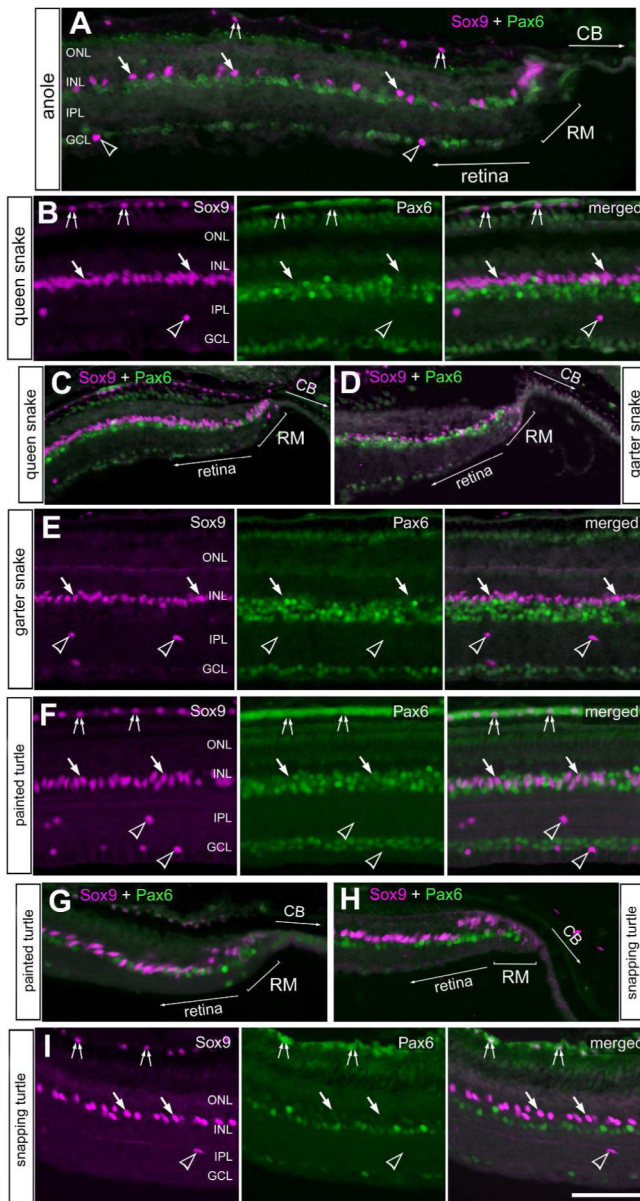 A
Sox9 + Pax6
CB
ONL
INL
IPL
GCL
RM
retina
anole
B
Sox9
Pax6
merged
ONL
INL
IPL
GCL
queen snake
C
Sox9 + Pax6
CB
RM
retina
queen snake
D
Sox9 + Pax6
CB
RM
retina
garter snake
E
Sox9
Pax6
merged
ONL
INL
IPL
GCL
garter snake
F
Sox9
Pax6
merged
ONL
INL
IPL
GCL
painted turtle
G
Sox9 + Pax6
CB
RM
retina
painted turtle
H
Sox9 + Pax6
CB
RM
retina
snapping turtle
I
Sox9
Pax6
merged
ONL
INL
IPL
GCL
snapping turtle